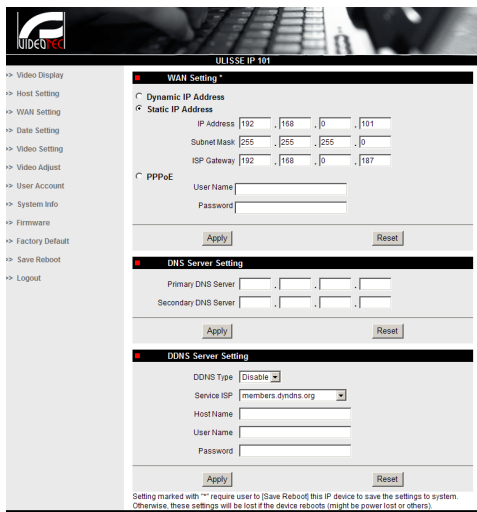 VIDEOTEC
ULISSE IP 101
>> Video Display
>> Host Setting
>> WAN Setting
>> Date Setting
>> Video Setting
>> Video Adjust
>> User Account
>> System Info
>> Firmware
>> Factory Default
>> Save Reboot
>> Logout
WAN Setting *
Dynamic IP Address
Static IP Address
IP Address 192 . 168 . 0 . 101
Subnet Mask 255 . 255 . 255 . 0
ISP Gateway 192 . 168 . 0 . 187
PPPoE
User Name
Password
Apply Reset
DNS Server Setting
Primary DNS Server . . .
Secondary DNS Server . . .
Apply Reset
DDNS Server Setting
DDNS Type Disable
Service ISP members.dyndns.org
Host Name
User Name
Password
Apply Reset
Setting marked with "*" require user to [Save Reboot] this IP device to save the settings to system.
Otherwise, these settings will be lost if the device reboots (might be power lost or others).